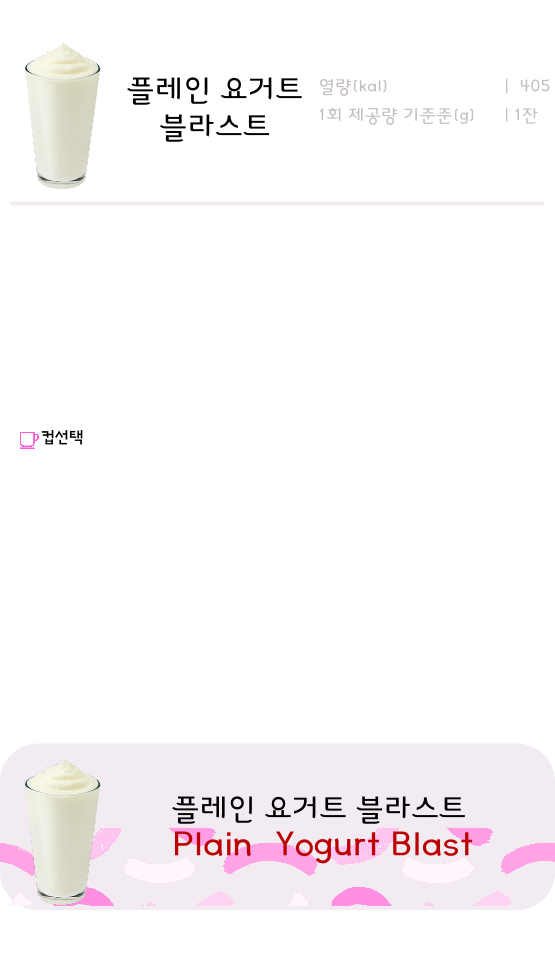 플레인 요거트
블라스트
열량(kal) | 405
1회 제공량 기준준(g) | 1잔
컵선택
플레인 요거트 블라스트
Plain Yogurt Blast